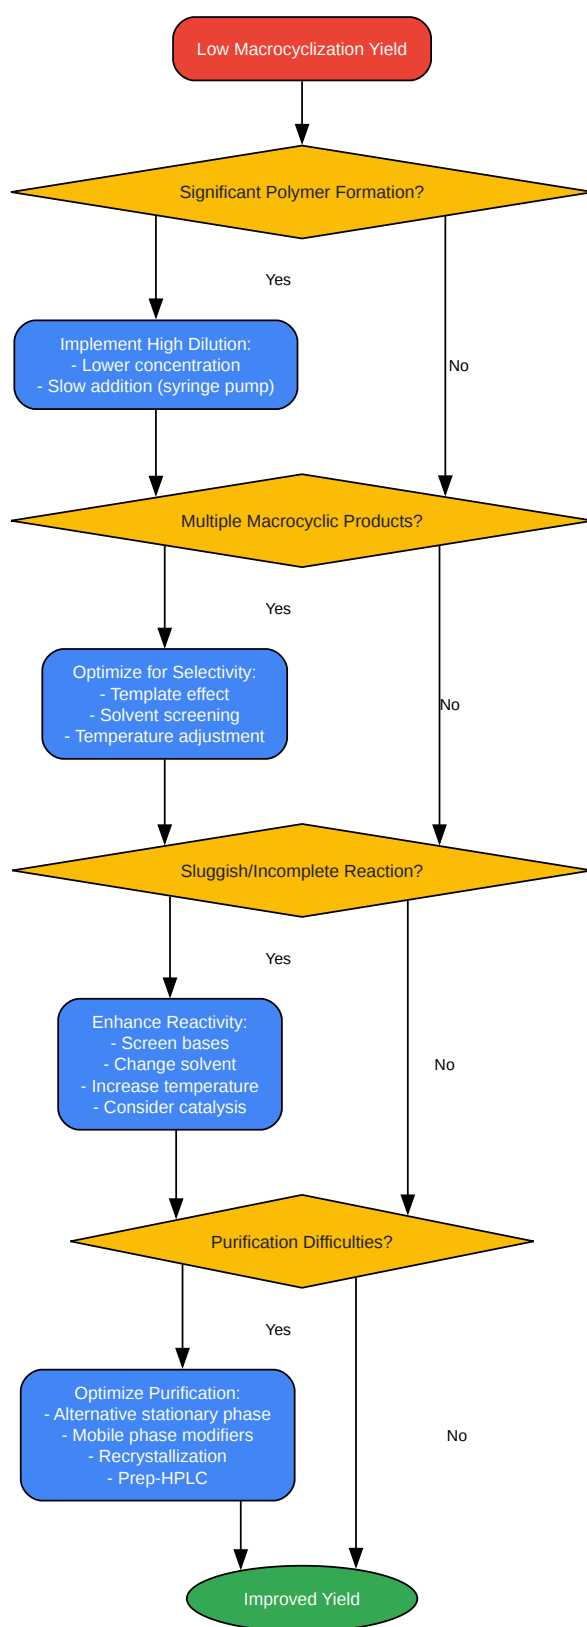 Low Macrocyclization Yield
Significant Polymer Formation?
Yes
Implement High Dilution:
- Lower concentration
- Slow addition (syringe pump)
No
Multiple Macrocyclic Products?
Yes
Optimize for Selectivity:
- Template effect
- Solvent screening
- Temperature adjustment
No
Sluggish/Incomplete Reaction?
Yes
Enhance Reactivity:
- Screen bases
- Change solvent
- Increase temperature
- Consider catalysis
No
Purification Difficulties?
Yes
Optimize Purification:
- Alternative stationary phase
- Mobile phase modifiers
- Recrystallization
- Prep-HPLC
No
Improved Yield